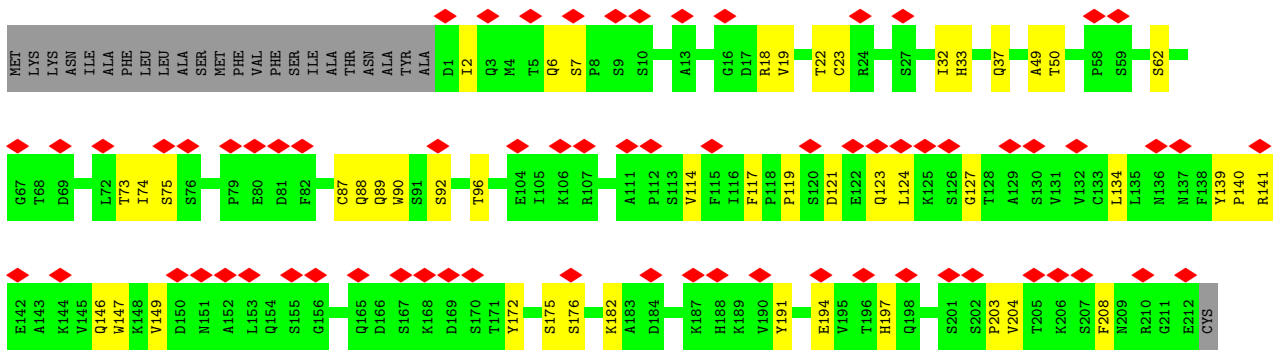 MET LYS LYS ASN ILE ALA PHE LEU LEU ALA SER MET PHE VAL PHE SER ILE ALA THR ASN ALA TYR ALA D1 I2 Q3 M4 T5 Q6 S7 P8 S9 S10 A13 G16 D17 R18 V19 T22 C23 R24 S27 I32 H33 Q37 A49 T50 P58 S59 S62
G67 T68 D69 L72 T73 I74 S75 S76 P79 E80 D81 F82 C87 Q88 Q89 W90 S91 S92 T96 E104 I105 K106 R107 A111 P112 S113 V114 F115 I116 F117 P118 P119 S120 D121 E122 Q123 L124 K125 S126 G127 T128 A129 S130 V131 V132 C133 L134 L135 N136 N137 F138 Y139 P140 R141
E142 A143 K144 V145 Q146 W147 K148 V149 D150 N151 A152 L153 Q154 S155 G156 Q165 D166 S167 K168 D169 S170 T171 Y172 S175 S176 K182 A183 D184 K187 H188 K189 V190 Y191 E194 V195 T196 H197 Q198 S201 S202 P203 V204 T205 K206 S207 F208 N209 R210 G211 E212 CYS